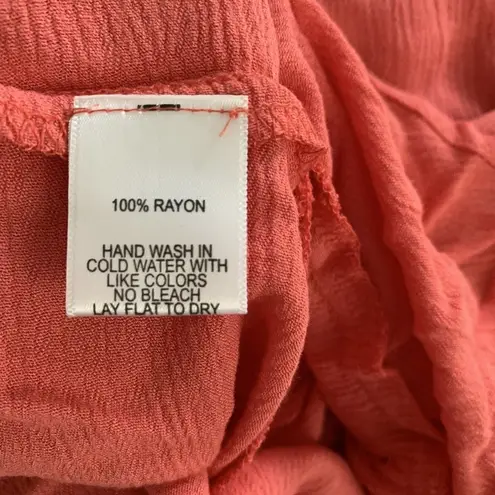 100% RAYON
HAND WASH IN
COLD WATER WITH
LIKE COLORS
NO BLEACH
LAY FLAT TO DRY